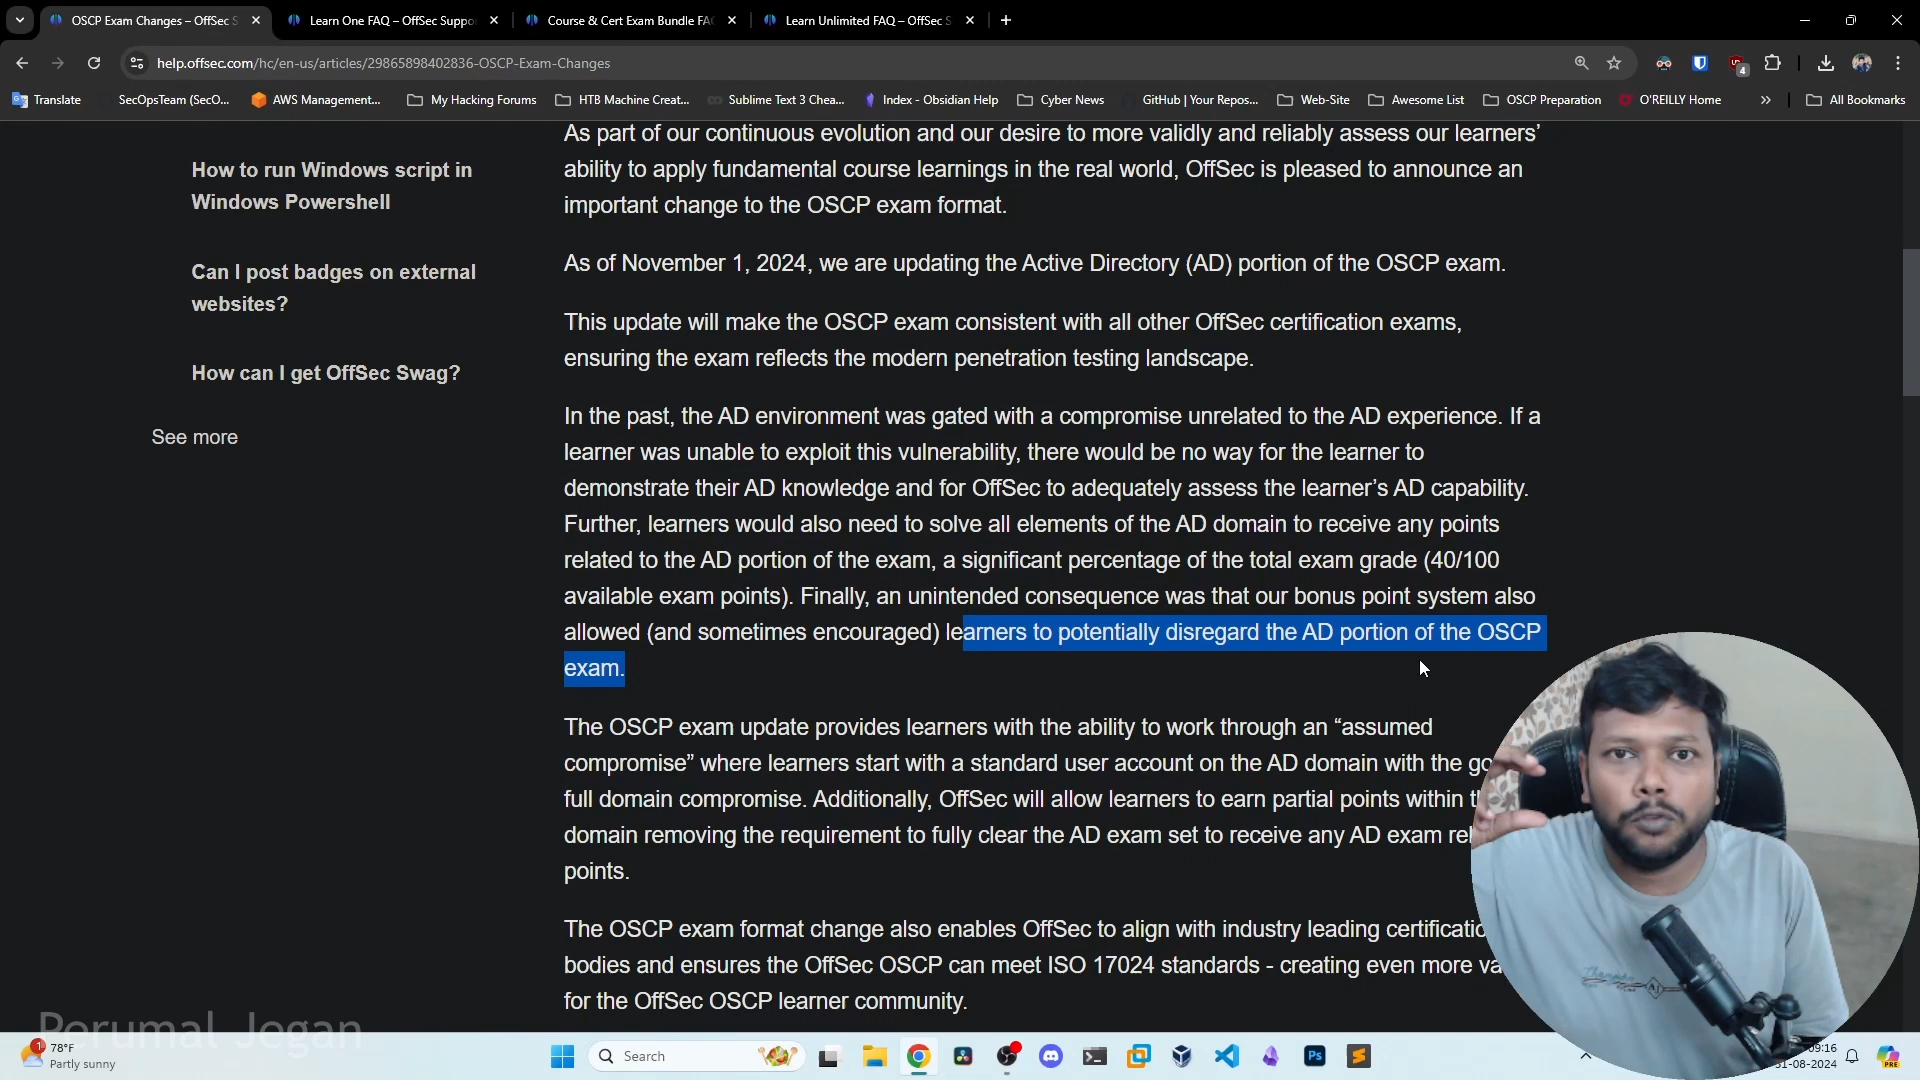 OSCP Exam Changes – OffSec S
Learn One FAQ – OffSec Suppo
Course & Cert Exam Bundle FA
Learn Unlimited FAQ – OffSec S
help.offsec.com/hc/en-us/articles/29865898402836-OSCP-Exam-Changes
4
Translate
SecOpsTeam (SecO...
AWS Management...
My Hacking Forums
HTB Machine Creat...
Sublime Text 3 Chea...
Index - Obsidian Help
Cyber News
GitHub | Your Repos...
Web-Site
Awesome List
OSCP Preparation
O'REILLY Home
All Bookmarks
How to run Windows script in
Windows Powershell
Can I post badges on external
websites?
How can I get OffSec Swag?
See more
As part of our continuous evolution and our desire to more validly and reliably assess our learners’
ability to apply fundamental course learnings in the real world, OffSec is pleased to announce an
important change to the OSCP exam format.
As of November 1, 2024, we are updating the Active Directory (AD) portion of the OSCP exam.
This update will make the OSCP exam consistent with all other OffSec certification exams,
ensuring the exam reflects the modern penetration testing landscape.
In the past, the AD environment was gated with a compromise unrelated to the AD experience. If a
learner was unable to exploit this vulnerability, there would be no way for the learner to
demonstrate their AD knowledge and for OffSec to adequately assess the learner’s AD capability.
Further, learners would also need to solve all elements of the AD domain to receive any points
related to the AD portion of the exam, a significant percentage of the total exam grade (40/100
available exam points). Finally, an unintended consequence was that our bonus point system also
allowed (and sometimes encouraged) learners to potentially disregard the AD portion of the OSCP
exam.
The OSCP exam update provides learners with the ability to work through an “assumed
compromise” where learners start with a standard user account on the AD domain with the
full domain compromise. Additionally, OffSec will allow learners to earn partial points within
domain removing the requirement to fully clear the AD exam set to receive any AD exam
points.
The OSCP exam format change also enables OffSec to align with industry leading
bodies and ensures the OffSec OSCP can meet ISO 17024 standards - creating even more
for the OffSec OSCP learner community.
Perumal Jegan
1
78°F
Partly sunny
Search
Ps
PRE
09:16
31-08-2024